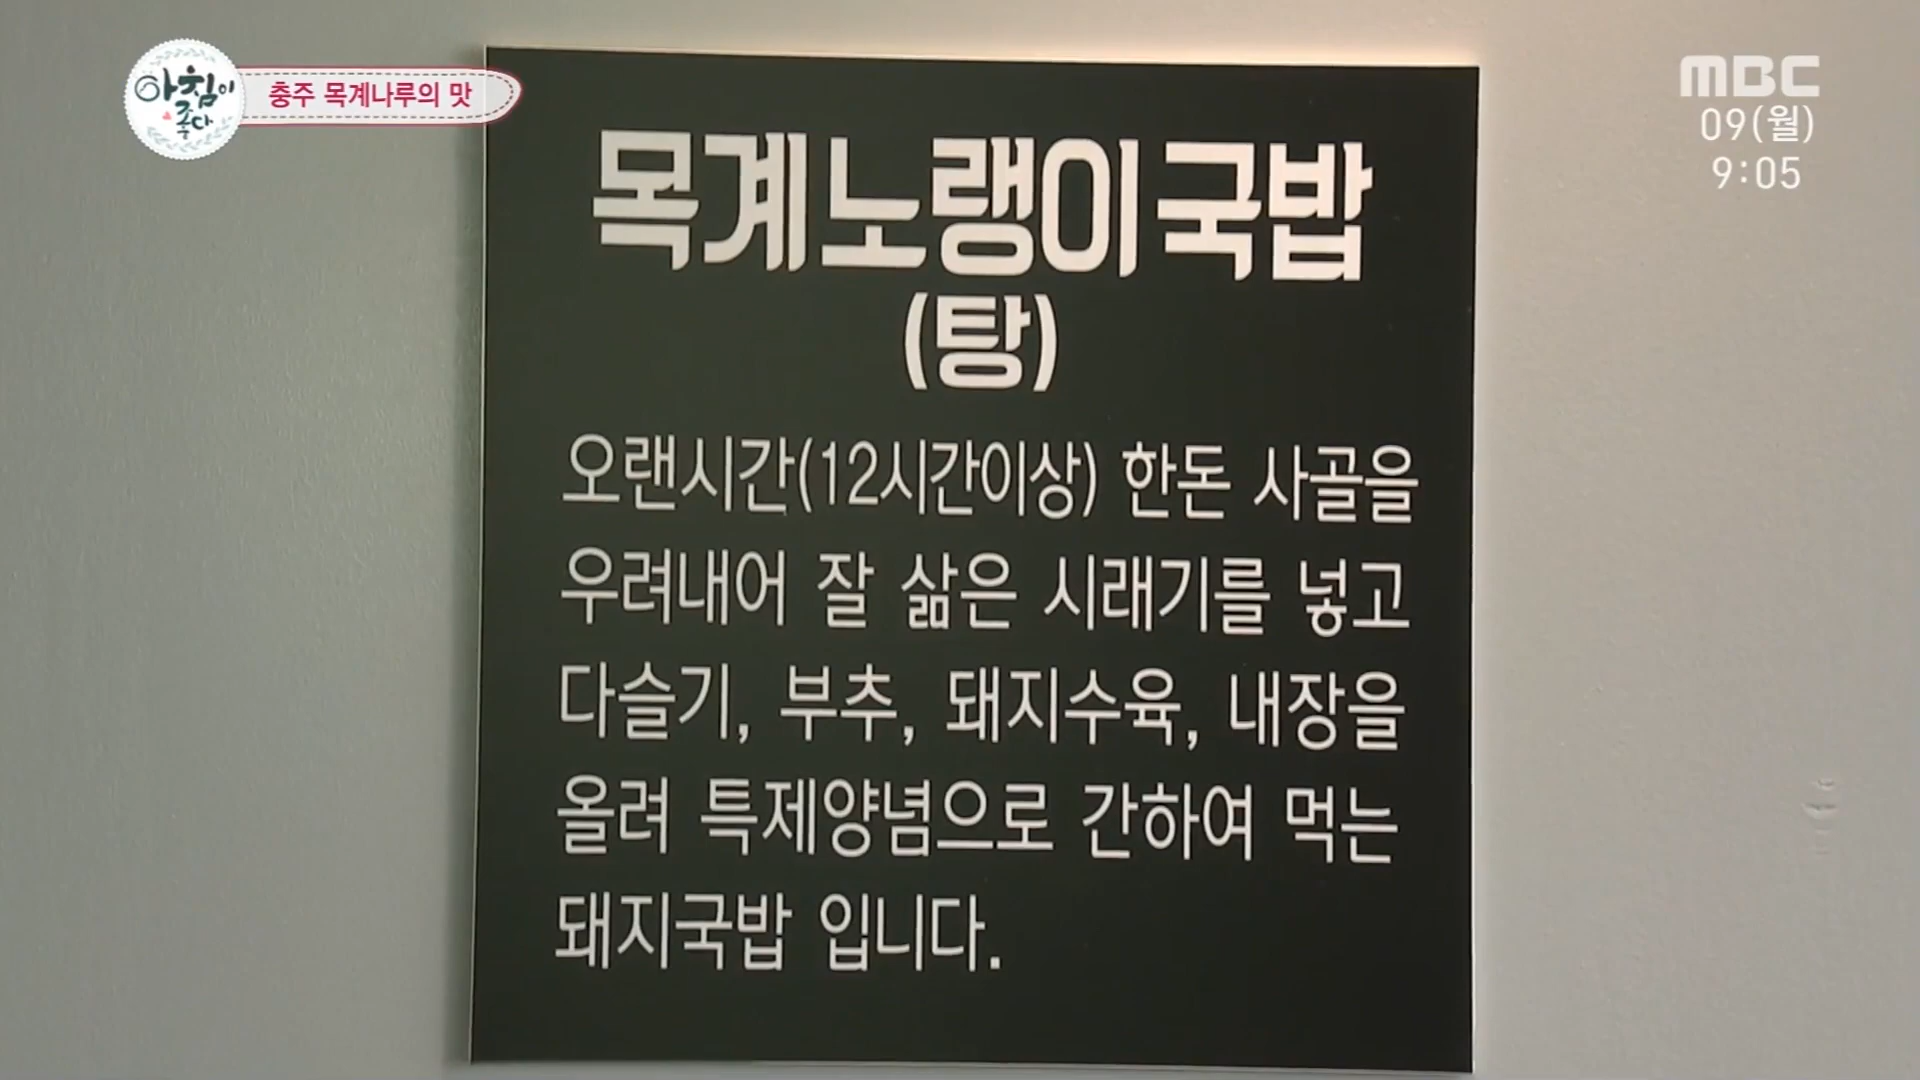 아침이
좋다
충주 목계나루의 맛
MBC
09(월)
9:05
목계노랭이국밥
(탕)
오랜시간(12시간이상) 한돈 사골을
우려내어 잘 삶은 시래기를 넣고
다슬기, 부추, 돼지수육, 내장을
올려 특제양념으로 간하여 먹는
돼지국밥 입니다.